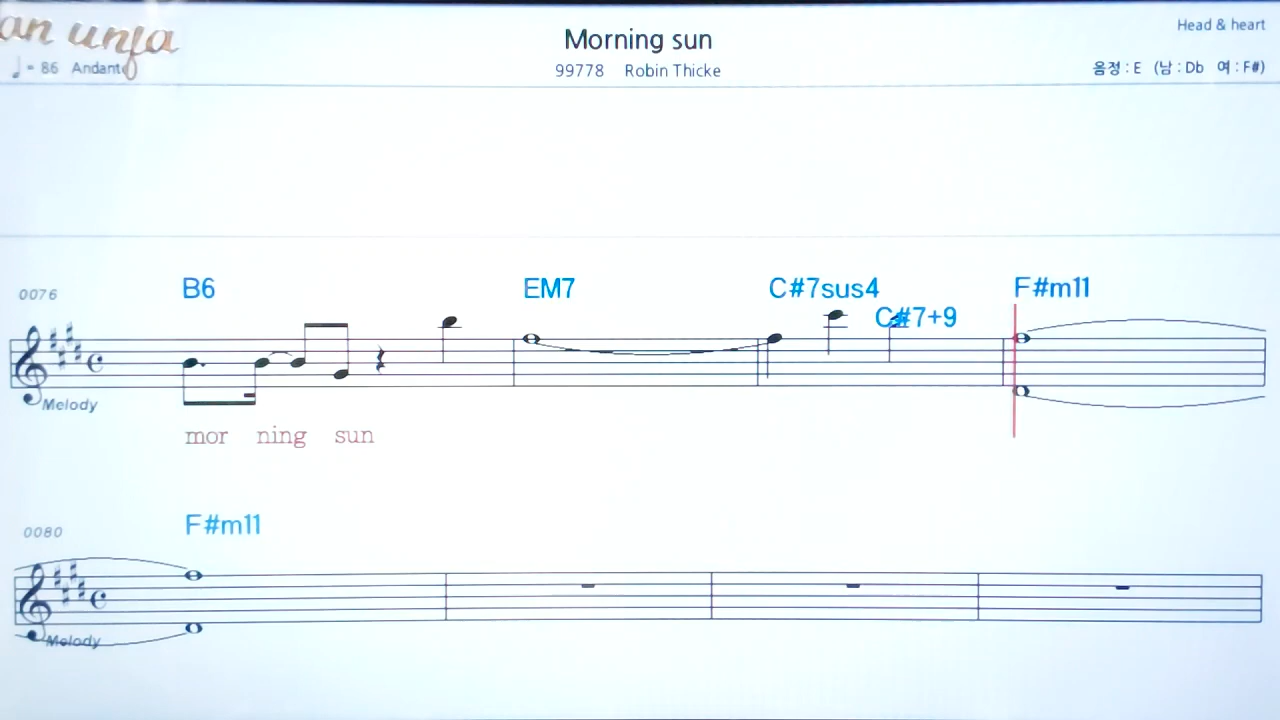 an unfa
Morning sun
Head & heart
♩= 86 Andante
99778 Robin Thicke
음정 : E (남 : Db 여 : F#)
0076
B6
EM7
C#7sus4
C#7+9
F#m11
Melody
mor ning sun
0080
F#m11
Melody